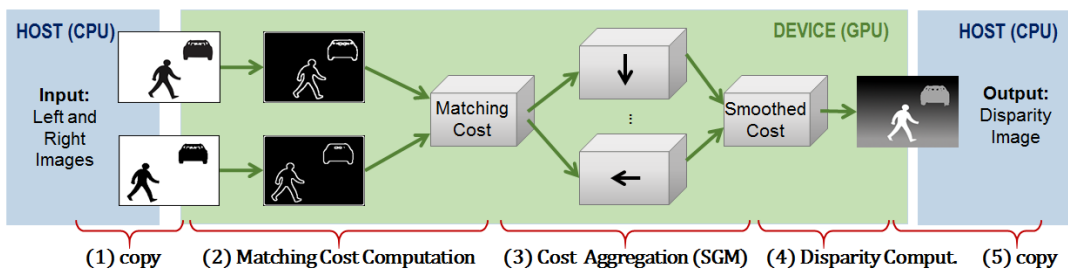 HOST (CPU)
DEVICE (GPU)
HOST (CPU)
Input:
Left and
Right
Images
Matching
Cost
...
Smoothed
Cost
Output:
Disparity
Image
(1) copy
(2) Matching Cost Computation
(3) Cost Aggregation (SGM)
(4) Disparity Comput.
(5) copy